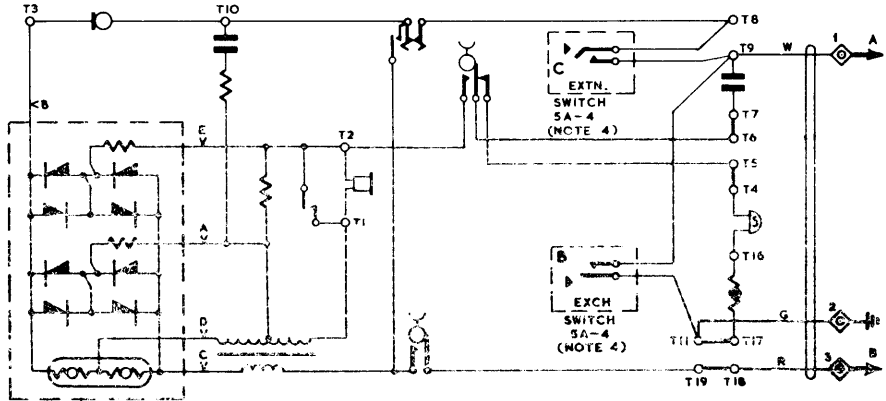 T3
T10
T8
1
A
T9
W
C
EXTN.
SWITCH
5A-4
(NOTE 4)
<B
E
T2
T7
T6
T5
T4
S
T1
A
B
T16
EXCH
SWITCH
5A-4
(NOTE 4)
D
G
2
C
E
T11
T17
C
T19
T18
R
3
B